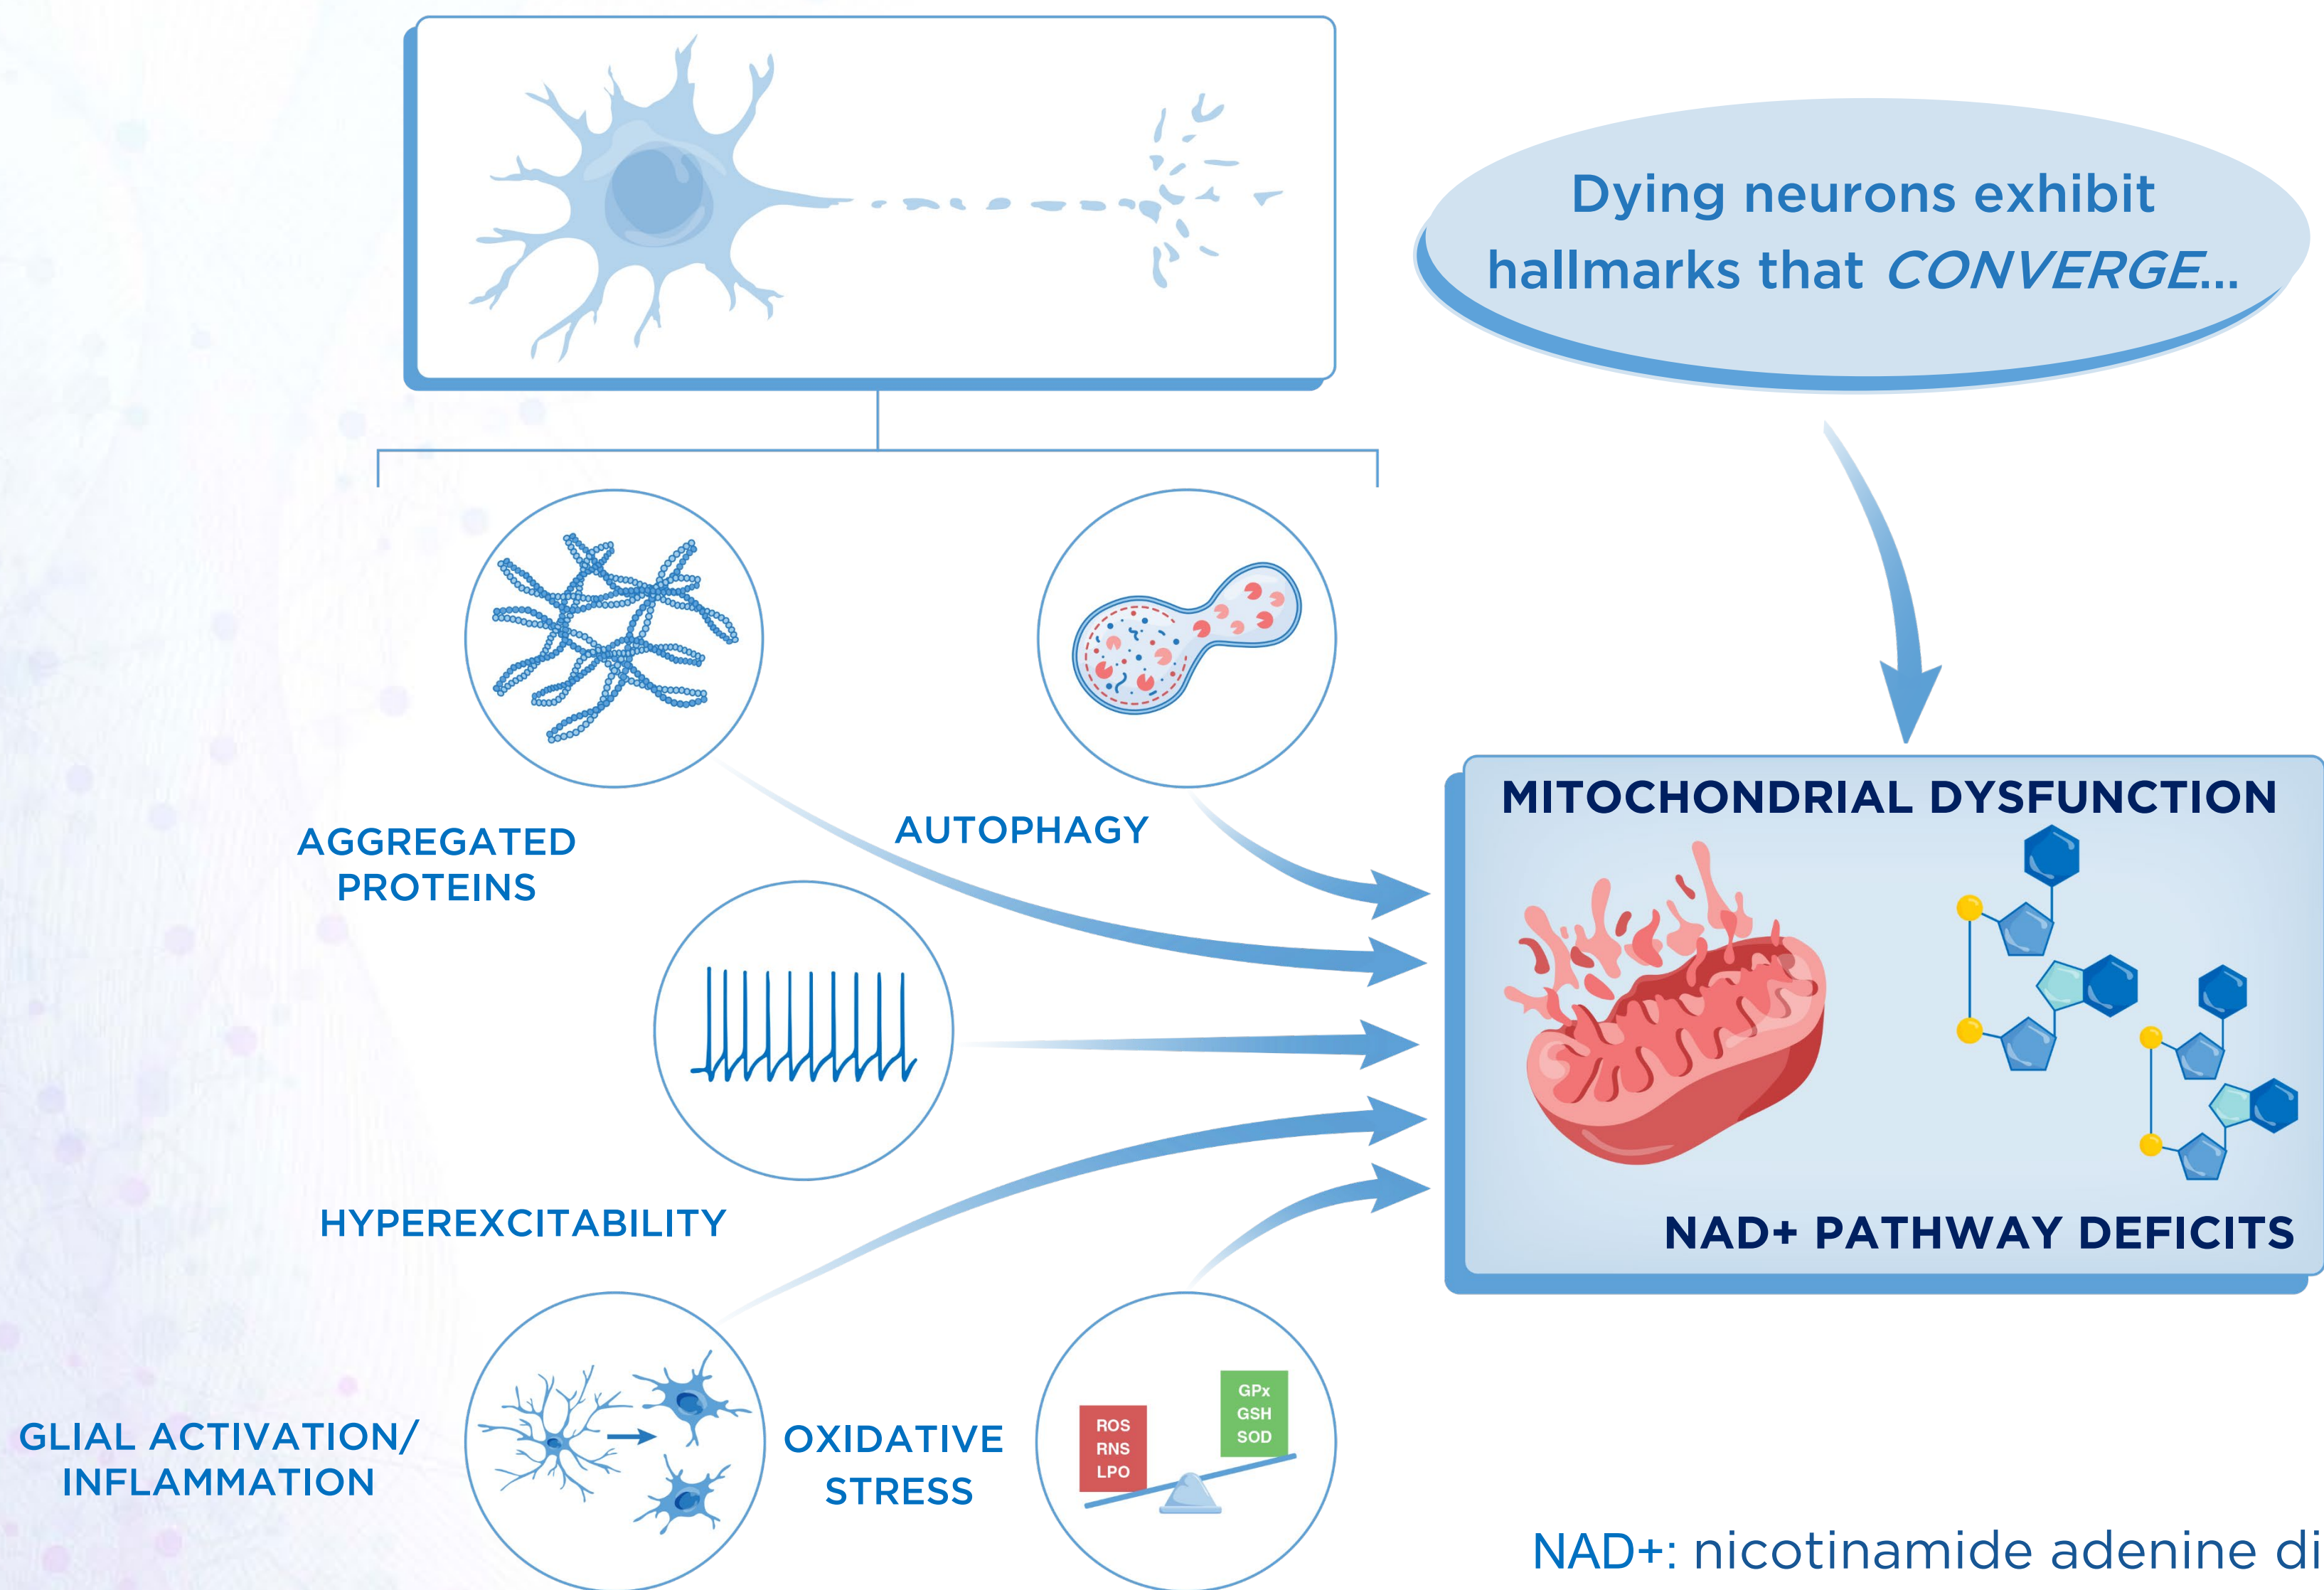 Dying neurons exhibit
hallmarks that CONVERGE...
AGGREGATED
PROTEINS
AUTOPHAGY
HYPEREXCITABILITY
GLIAL ACTIVATION/
INFLAMMATION
OXIDATIVE
STRESS
ROS
RNS
LPO
GPx
GSH
SOD
MITOCHONDRIAL DYSFUNCTION
NAD+ PATHWAY DEFICITS
NAD+: nicotinamide adenine di